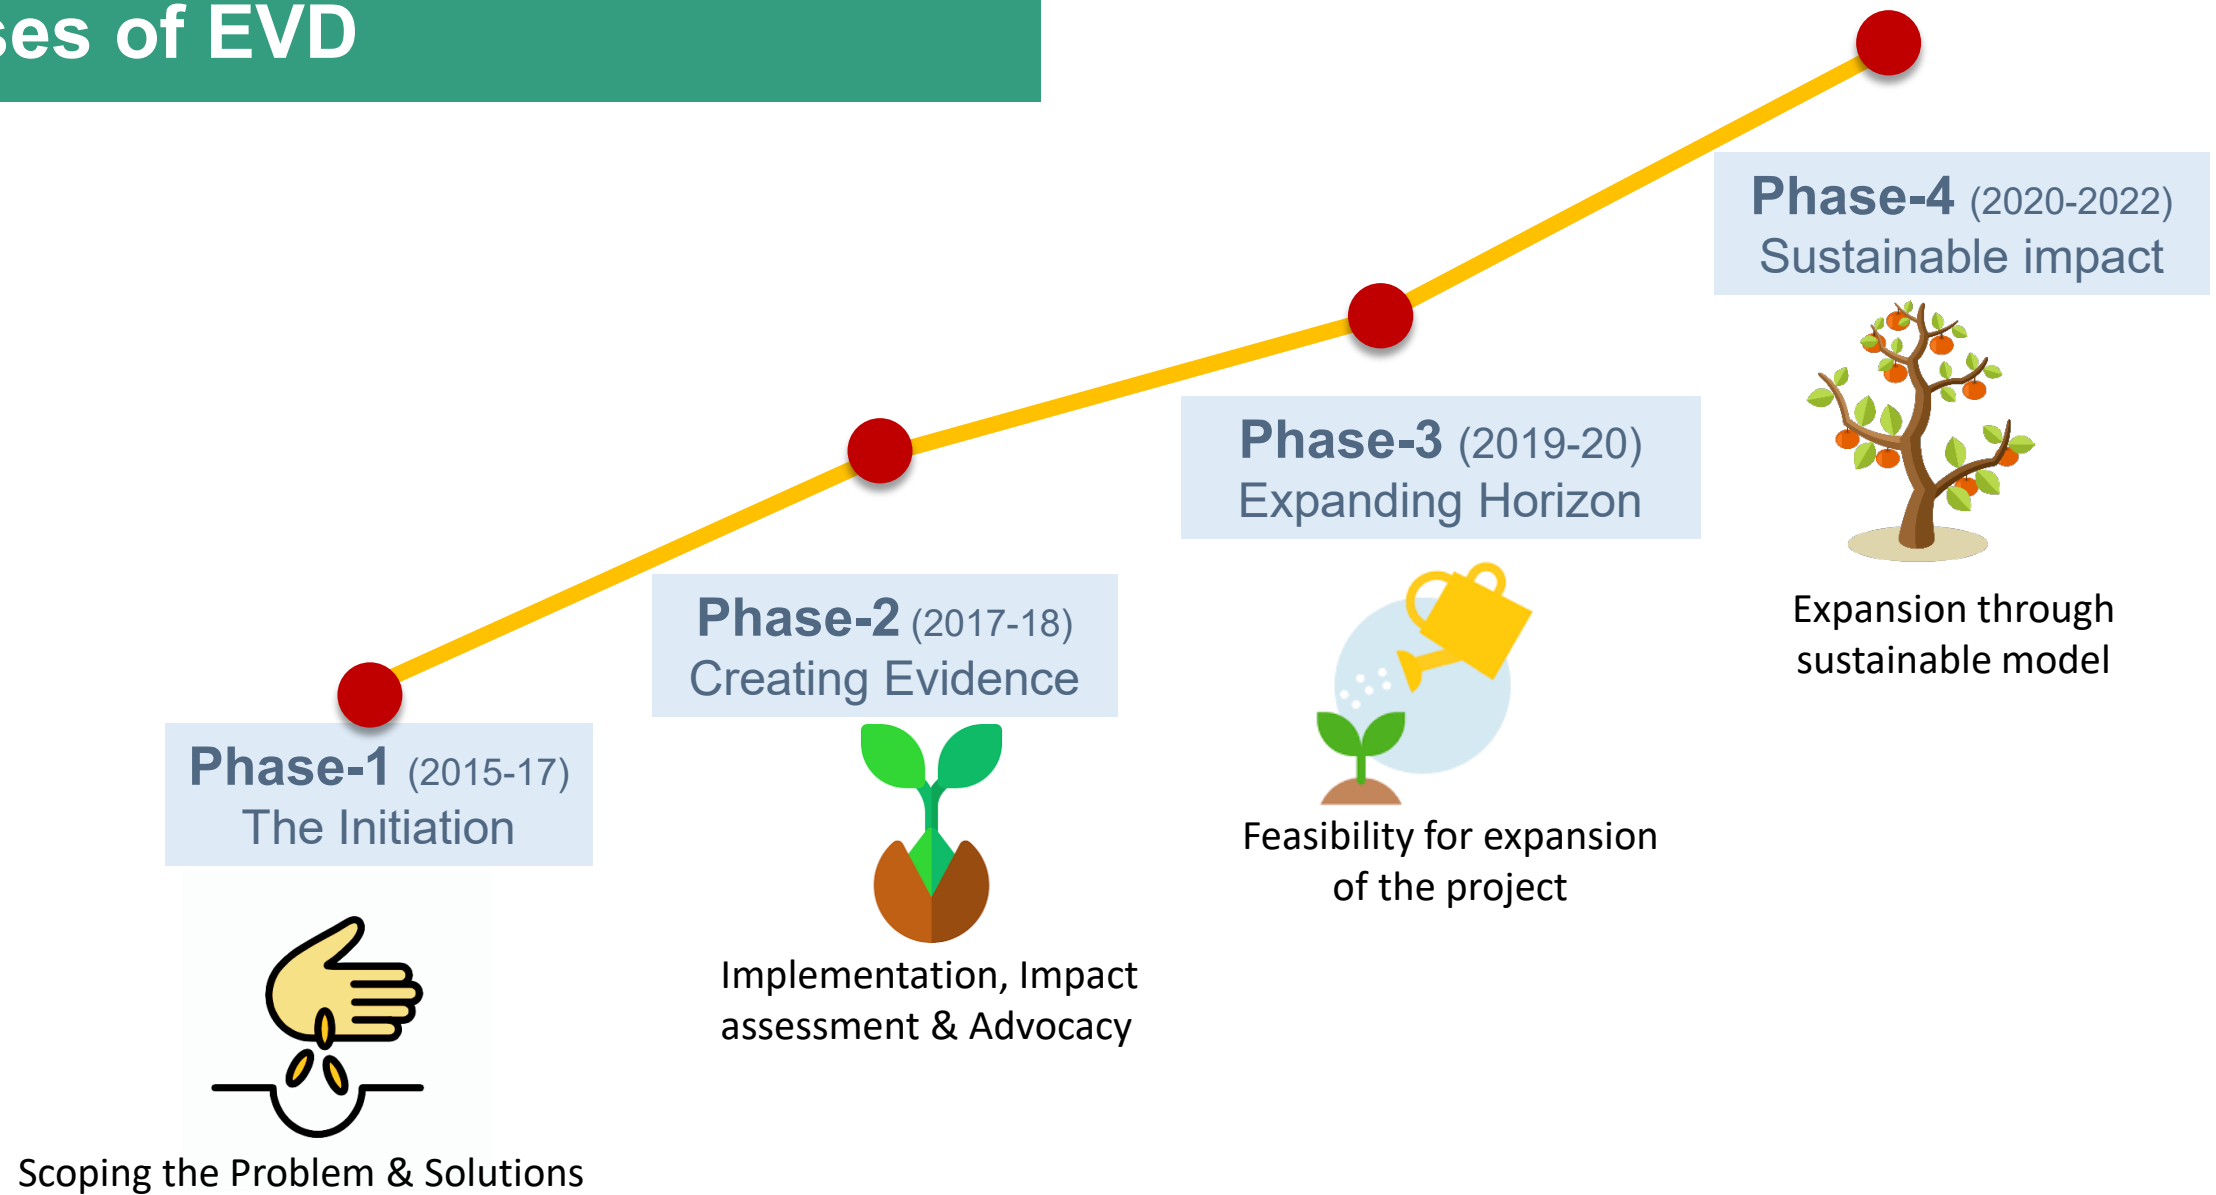 of EVD
Phase-1 (2015-17)
The Initiation
Scoping the Problem & Solutions
Phase-2 (2017-18)
Creating Evidence
Implementation, Impact
assessment & Advocacy
Phase-3 (2019-20)
Expanding Horizon
Feasibility for expansion
of the project
Phase-4 (2020-2022)
Sustainable impact
Expansion through
sustainable model